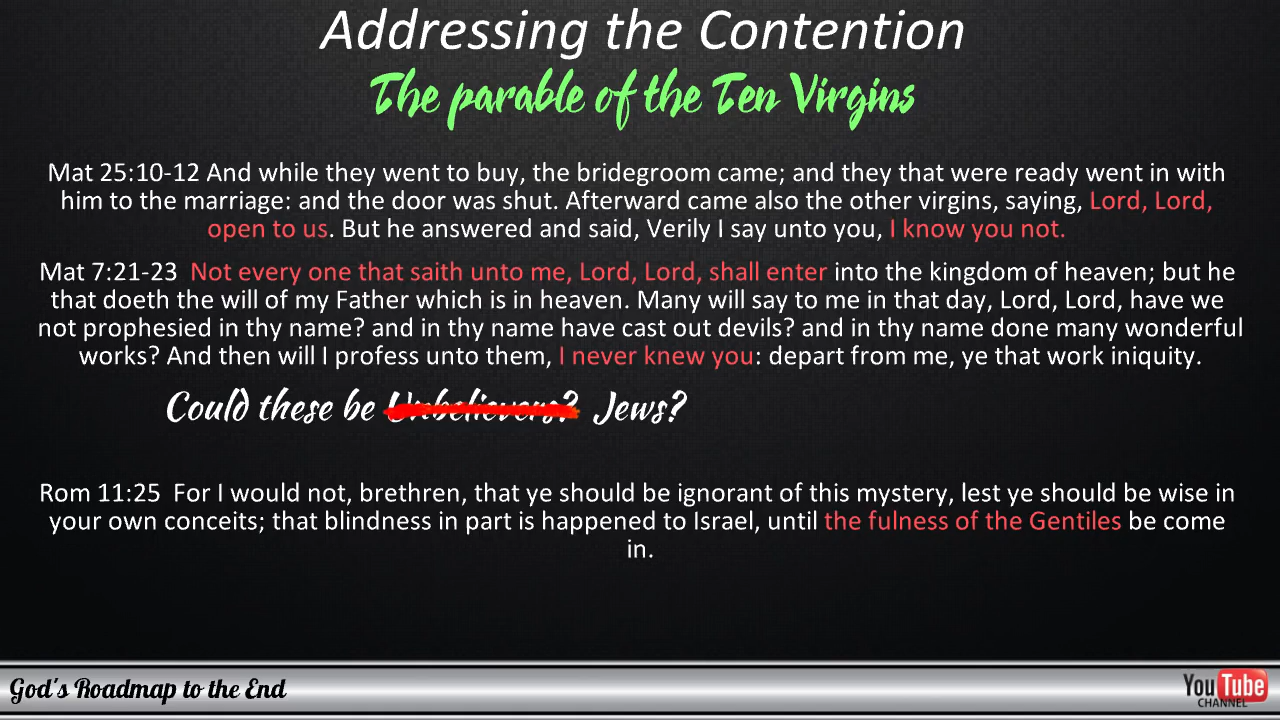 Addressing the Contention
The parable of the Ten Virgins
Mat 25:10-12 And while they went to buy, the bridegroom came; and they that were ready went in with
him to the marriage: and the door was shut. Afterward came also the other virgins, saying, Lord, Lord,
open to us. But he answered and said, Verily I say unto you, I know you not.
Mat 7:21-23 Not every one that saith unto me, Lord, Lord, shall enter into the kingdom of heaven; but he
that doeth the will of my Father which is in heaven. Many will say to me in that day, Lord, Lord, have we
not prophesied in thy name? and in thy name have cast out devils? and in thy name done many wonderful
works? And then will I profess unto them, I never knew you: depart from me, ye that work iniquity.
Could these be Unbelievers? Jews?
Rom 11:25 For I would not, brethren, that ye should be ignorant of this mystery, lest ye should be wise in
your own conceits; that blindness in part is happened to Israel, until the fulness of the Gentiles be come
in.
God's Roadmap to the End
YouTube
CHANNEL